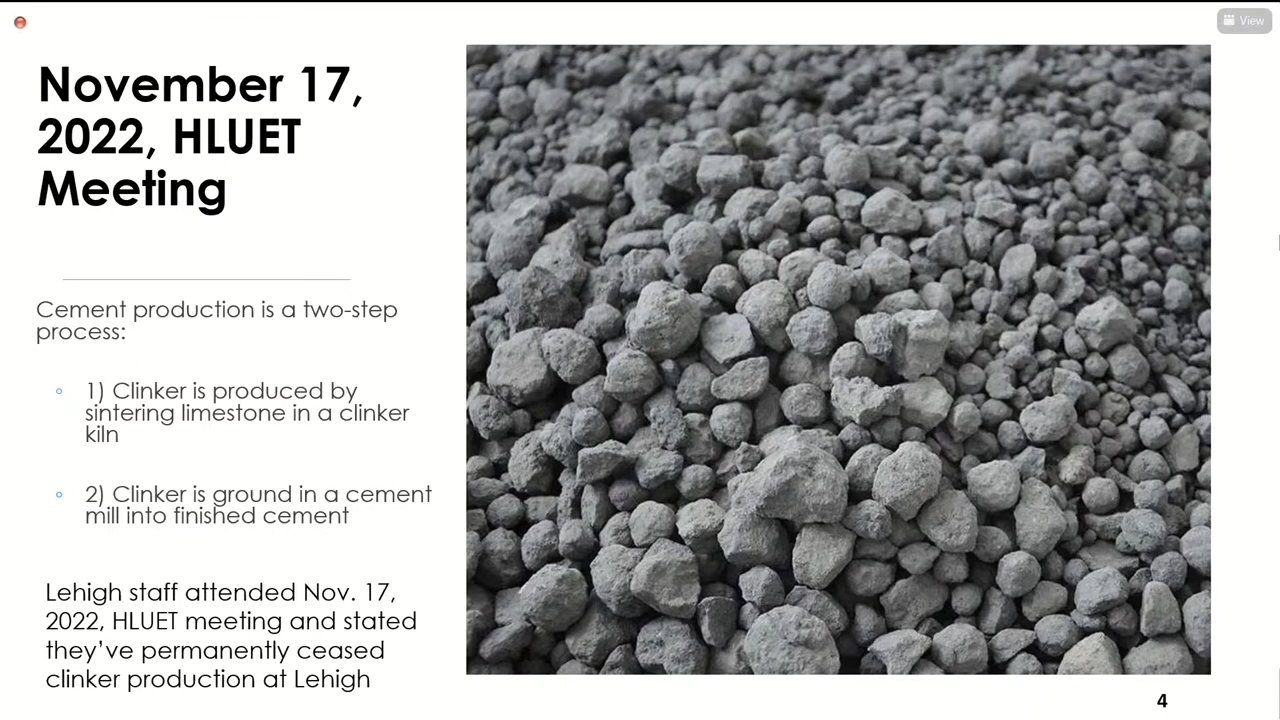 View
November 17,
2022, HLUET
Meeting
Cement production is a two-step
process:
1) Clinker is produced by
sintering limestone in a clinker
kiln
2) Clinker is ground in a cement
mill into finished cement
Lehigh staff attended Nov. 17,
2022, HLUET meeting and stated
they’ve permanently ceased
clinker production at Lehigh
4